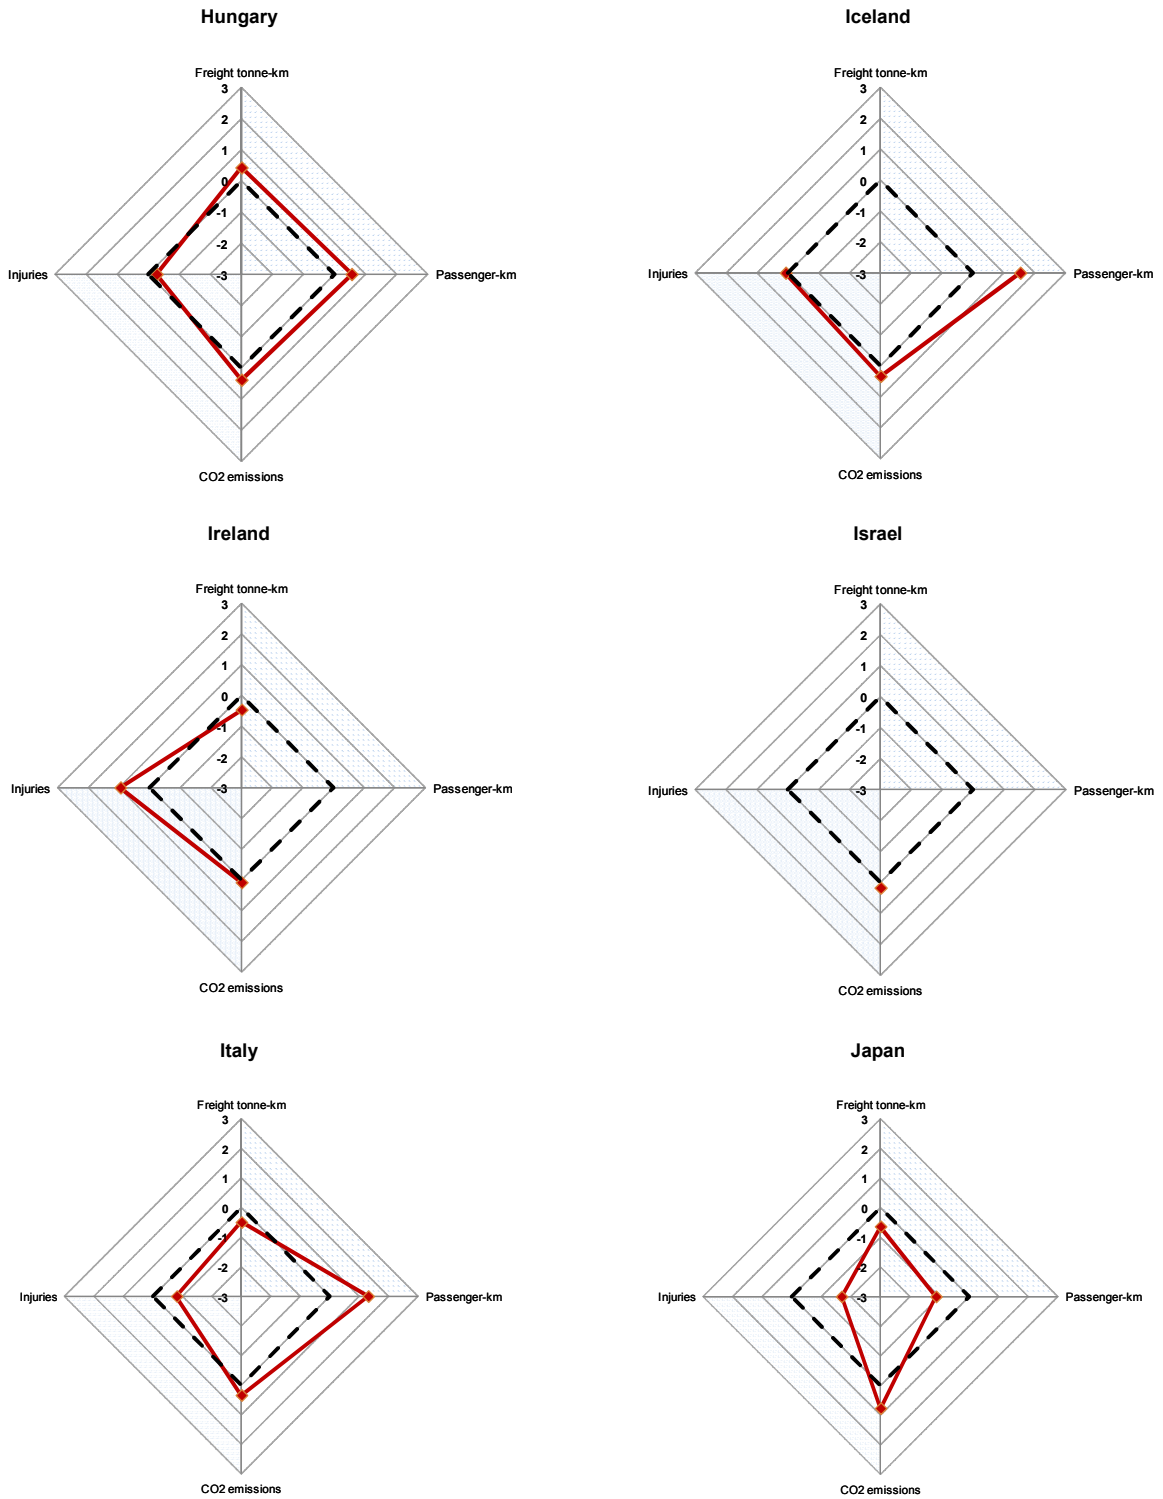 Hungary
Freight tonne-km
3
2
1
0
-1
-2
-3
Injuries
Passenger-km
CO2 emissions
Iceland
Freight tonne-km
3
2
1
0
-1
-2
-3
Injuries
Passenger-km
CO2 emissions
Ireland
Freight tonne-km
3
2
1
0
-1
-2
-3
Injuries
Passenger-km
CO2 emissions
Israel
Freight tonne-km
3
2
1
0
-1
-2
-3
Injuries
Passenger-km
CO2 emissions
Italy
Freight tonne-km
3
2
1
0
-1
-2
-3
Injuries
Passenger-km
CO2 emissions
Japan
Freight tonne-km
3
2
1
0
-1
-2
-3
Injuries
Passenger-km
CO2 emissions